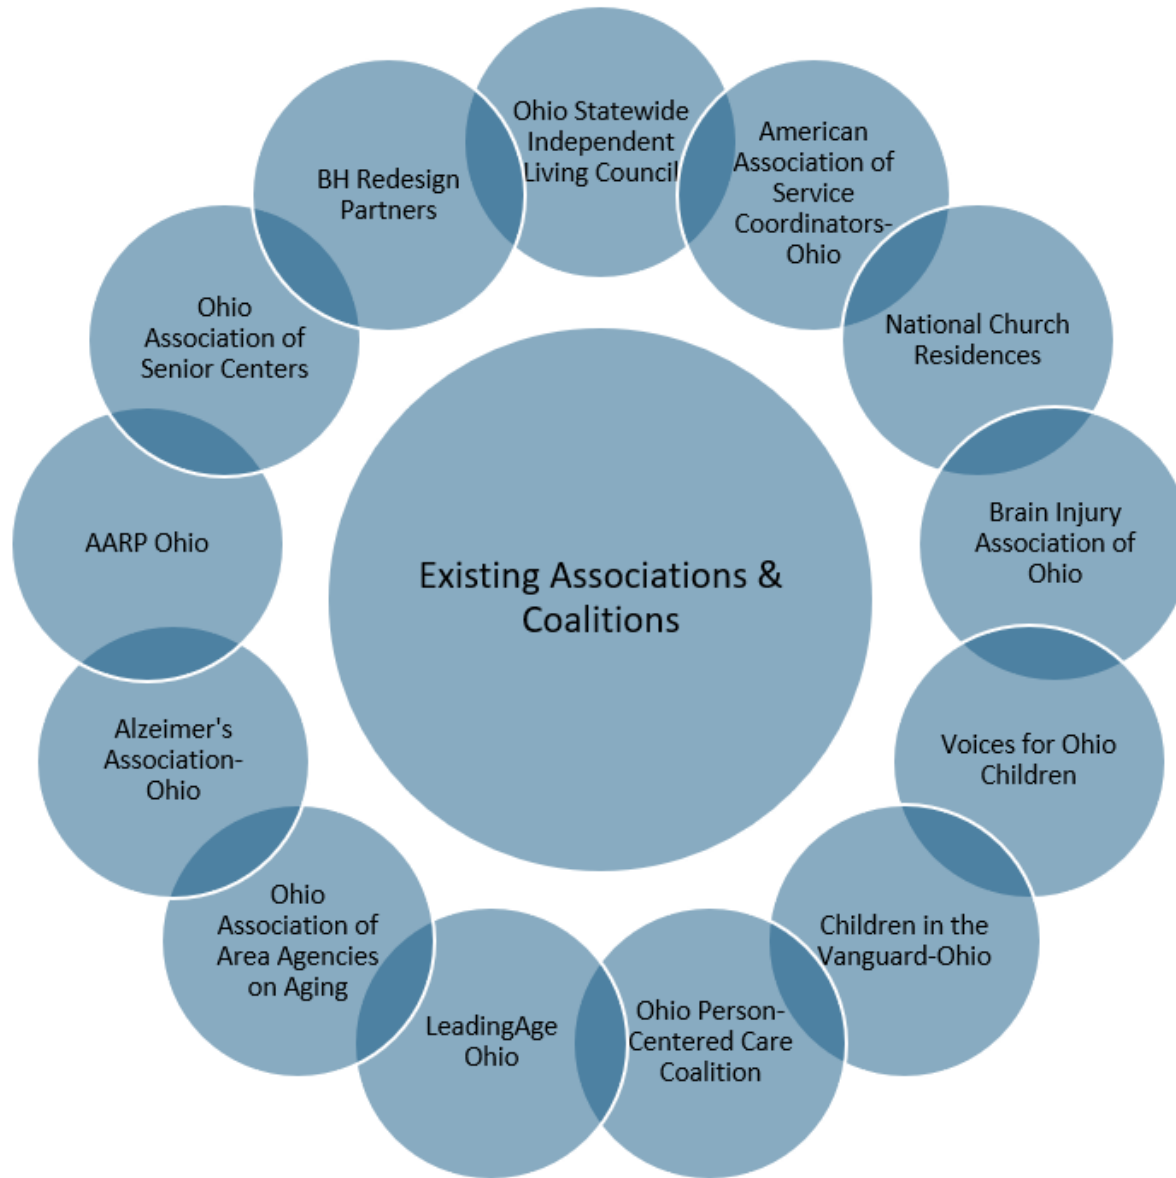 Ohio Statewide
Independent
Living Council
American
Association of
Service
Coordinators-
Ohio
National Church
Residences
Brain Injury
Association of
Ohio
Voices for Ohio
Children
Children in the
Vanguard-Ohio
Ohio Person-
Centered Care
Coalition
LeadingAge
Ohio
Ohio
Association of
Area Agencies
on Aging
Alzeimer's
Association-
Ohio
AARP Ohio
Ohio
Association of
Senior Centers
BH Redesign
Partners
Existing Associations &
Coalitions